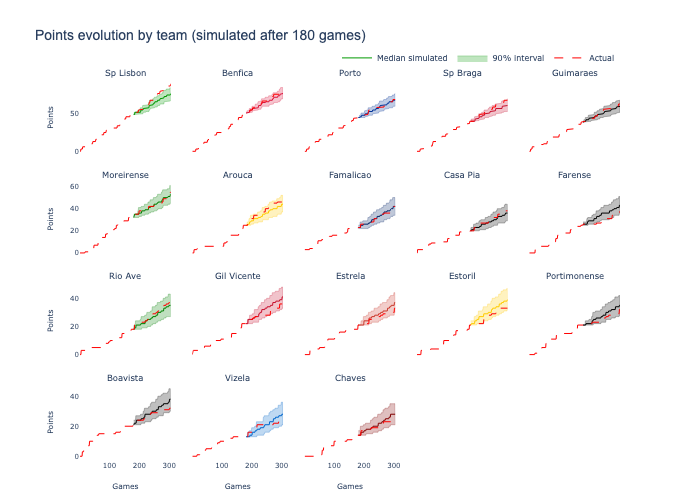 Points evolution by team (simulated after 180 games)
Median simulated 90% interval Actual
Sp Lisbon Benfica Porto Sp Braga Guimaraes
Points
50
0
Moreirense Arouca Famalicao Casa Pia Farense
Points
60
40
20
0
Rio Ave Gil Vicente Estrela Estoril Portimonense
Points
40
20
0
Boavista Vizela Chaves
Points
40
20
0
100 200 300 100 200 300 100 200 300
Games Games Games